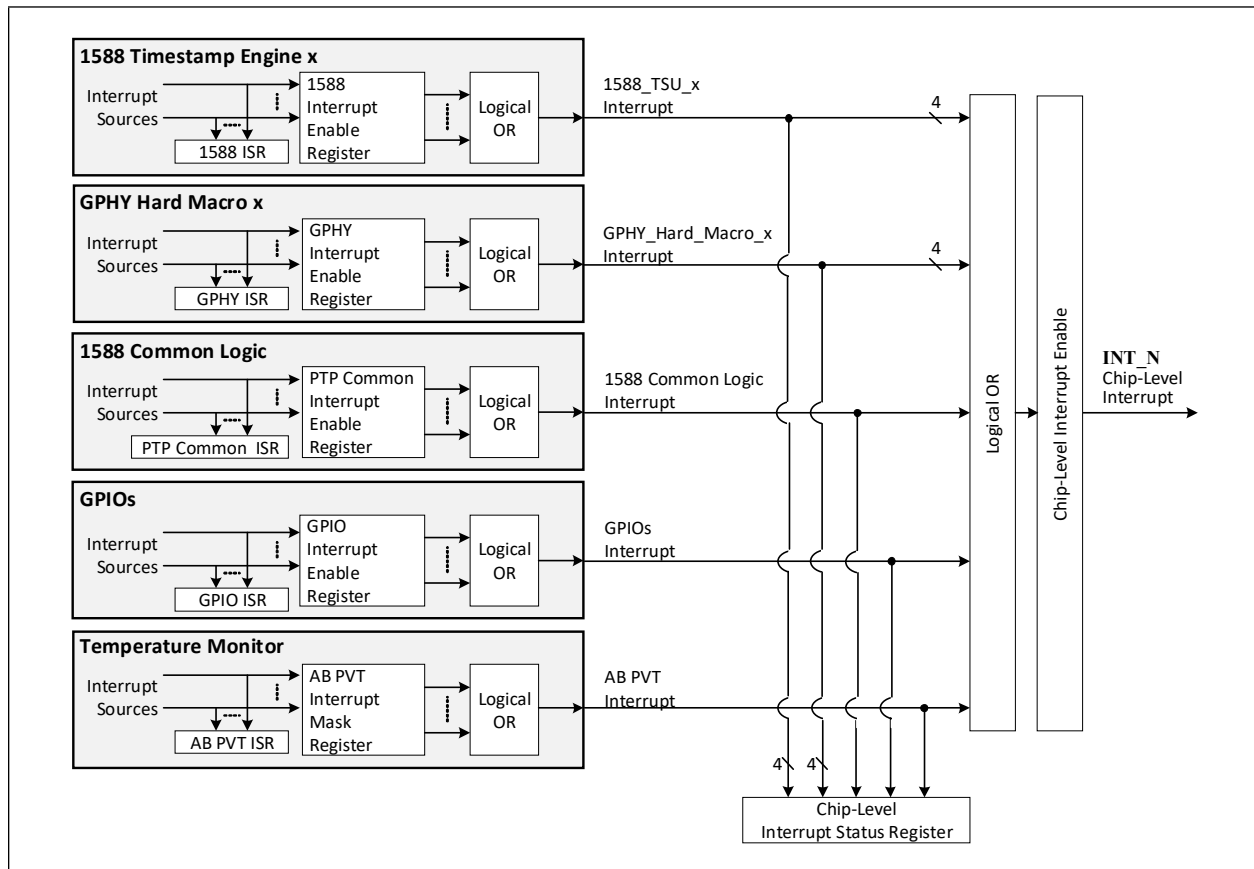 1588 Timestamp Engine x
Interrupt
Sources
1588 ISR
1588
Interrupt
Enable
Register
Logical
OR
1588_TSU_x
Interrupt
4
GPHY Hard Macro x
Interrupt
Sources
GPHY ISR
GPHY
Interrupt
Enable
Register
Logical
OR
GPHY_Hard_Macro_x
Interrupt
4
1588 Common Logic
Interrupt
Sources
PTP Common ISR
PTP Common
Interrupt
Enable
Register
Logical
OR
1588 Common Logic
Interrupt
GPIOs
Interrupt
Sources
GPIO ISR
GPIO
Interrupt
Enable
Register
Logical
OR
GPIOs
Interrupt
Temperature Monitor
Interrupt
Sources
AB PVT ISR
AB PVT
Interrupt
Mask
Register
Logical
OR
AB PVT
Interrupt
4
4
Chip-Level
Interrupt Status Register
Logical OR
Chip-Level Interrupt Enable
INT_N
Chip-Level
Interrupt